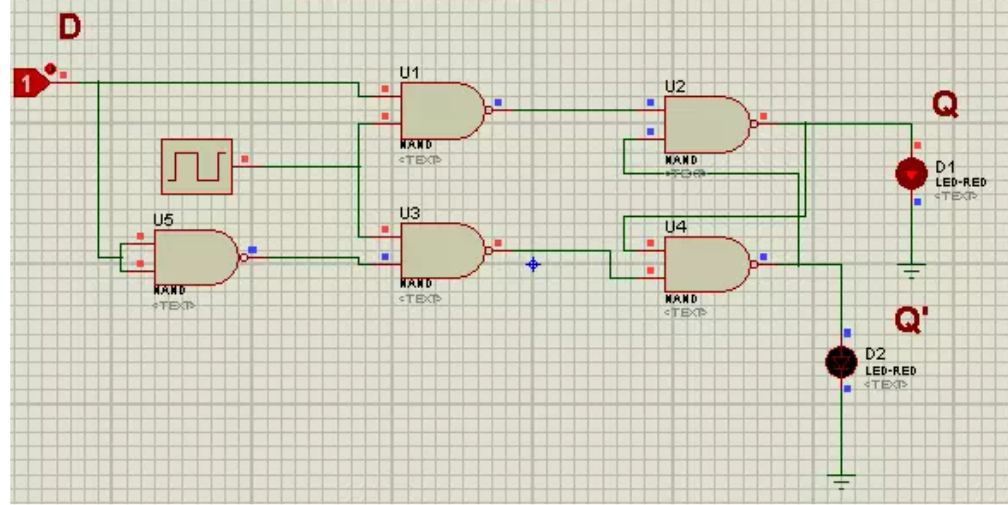 D
1
U1
NAND
<TEXT>
U2
NAND
<TEXT>
Q
D1
LED-RED
<TEXT>
U5
NAND
<TEXT>
U3
NAND
<TEXT>
U4
NAND
<TEXT>
Q'
D2
LED-RED
<TEXT>